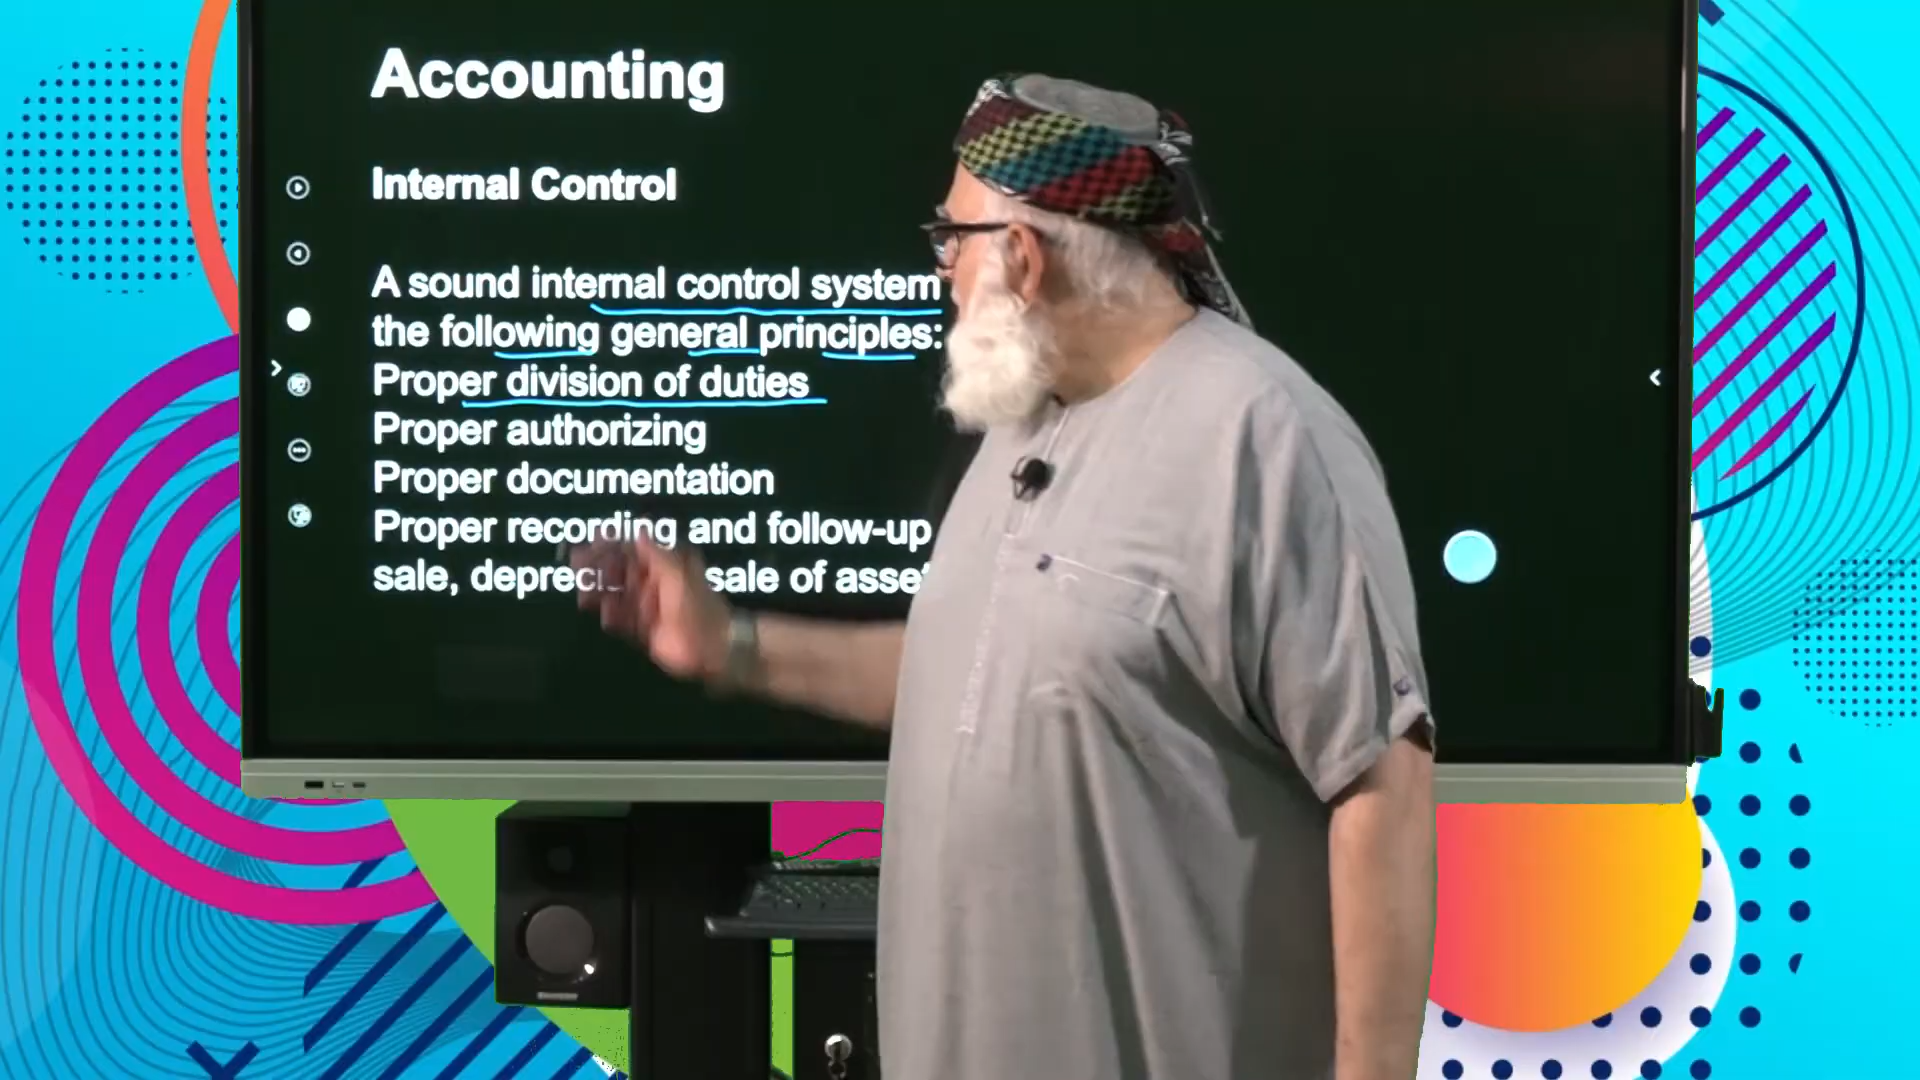 Accounting
Internal Control
A sound internal control system
the following general principles:
Proper division of duties
Proper authorizing
Proper documentation
Proper recording and follow-up
sale, sale of